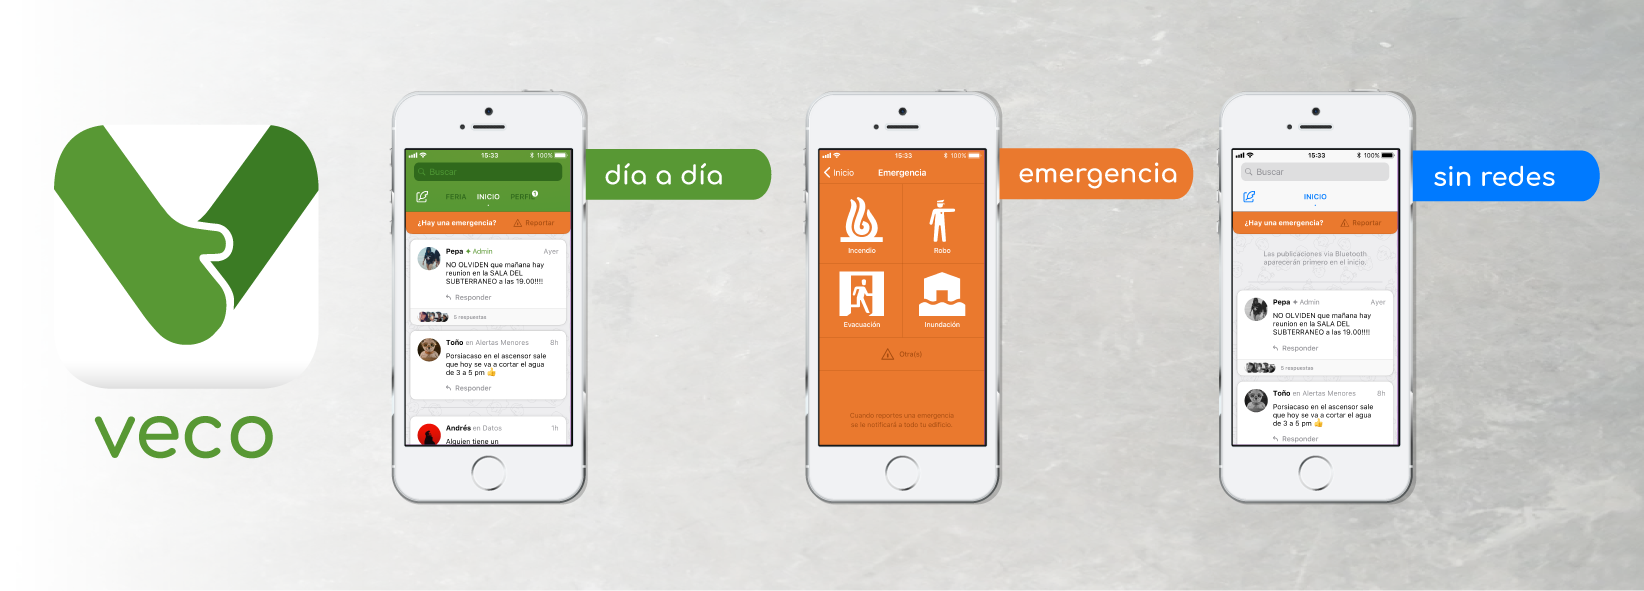 veco
15:33
100%
Buscar
FERIA INICIO PERFIL
1
¿Hay una emergencia? Reportar
Pepa + Admin Ayer
NO OLVIDEN que mañana hay
reunion en la SALA DEL
SUBTERRANEO a las 19.00!!!!
Responder
5 respuestas
Toño en Alertas Menores 8h
Porsiacaso en el ascensor sale
que hoy se va a cortar el agua
de 3 a 5 pm 👍
Responder
Andrés en Datos 1h
Alguien tiene un
día a día
15:33
100%
Inicio Emergencia
Incendio Robo
Evacuación Inundación
Otra(s)
Cuando reportes una emergencia
se le notificará a todo tu edificio.
emergencia
15:33
100%
Buscar
INICIO
¿Hay una emergencia? Reportar
Las publicaciones via Bluetooth
aparecerán primero en el inicio.
Pepa + Admin Ayer
NO OLVIDEN que mañana hay
reunion en la SALA DEL
SUBTERRANEO a las 19.00!!!!
Responder
5 respuestas
Toño en Alertas Menores 8h
Porsiacaso en el ascensor sale
que hoy se va a cortar el agua
de 3 a 5 pm 👍
Responder
sin redes